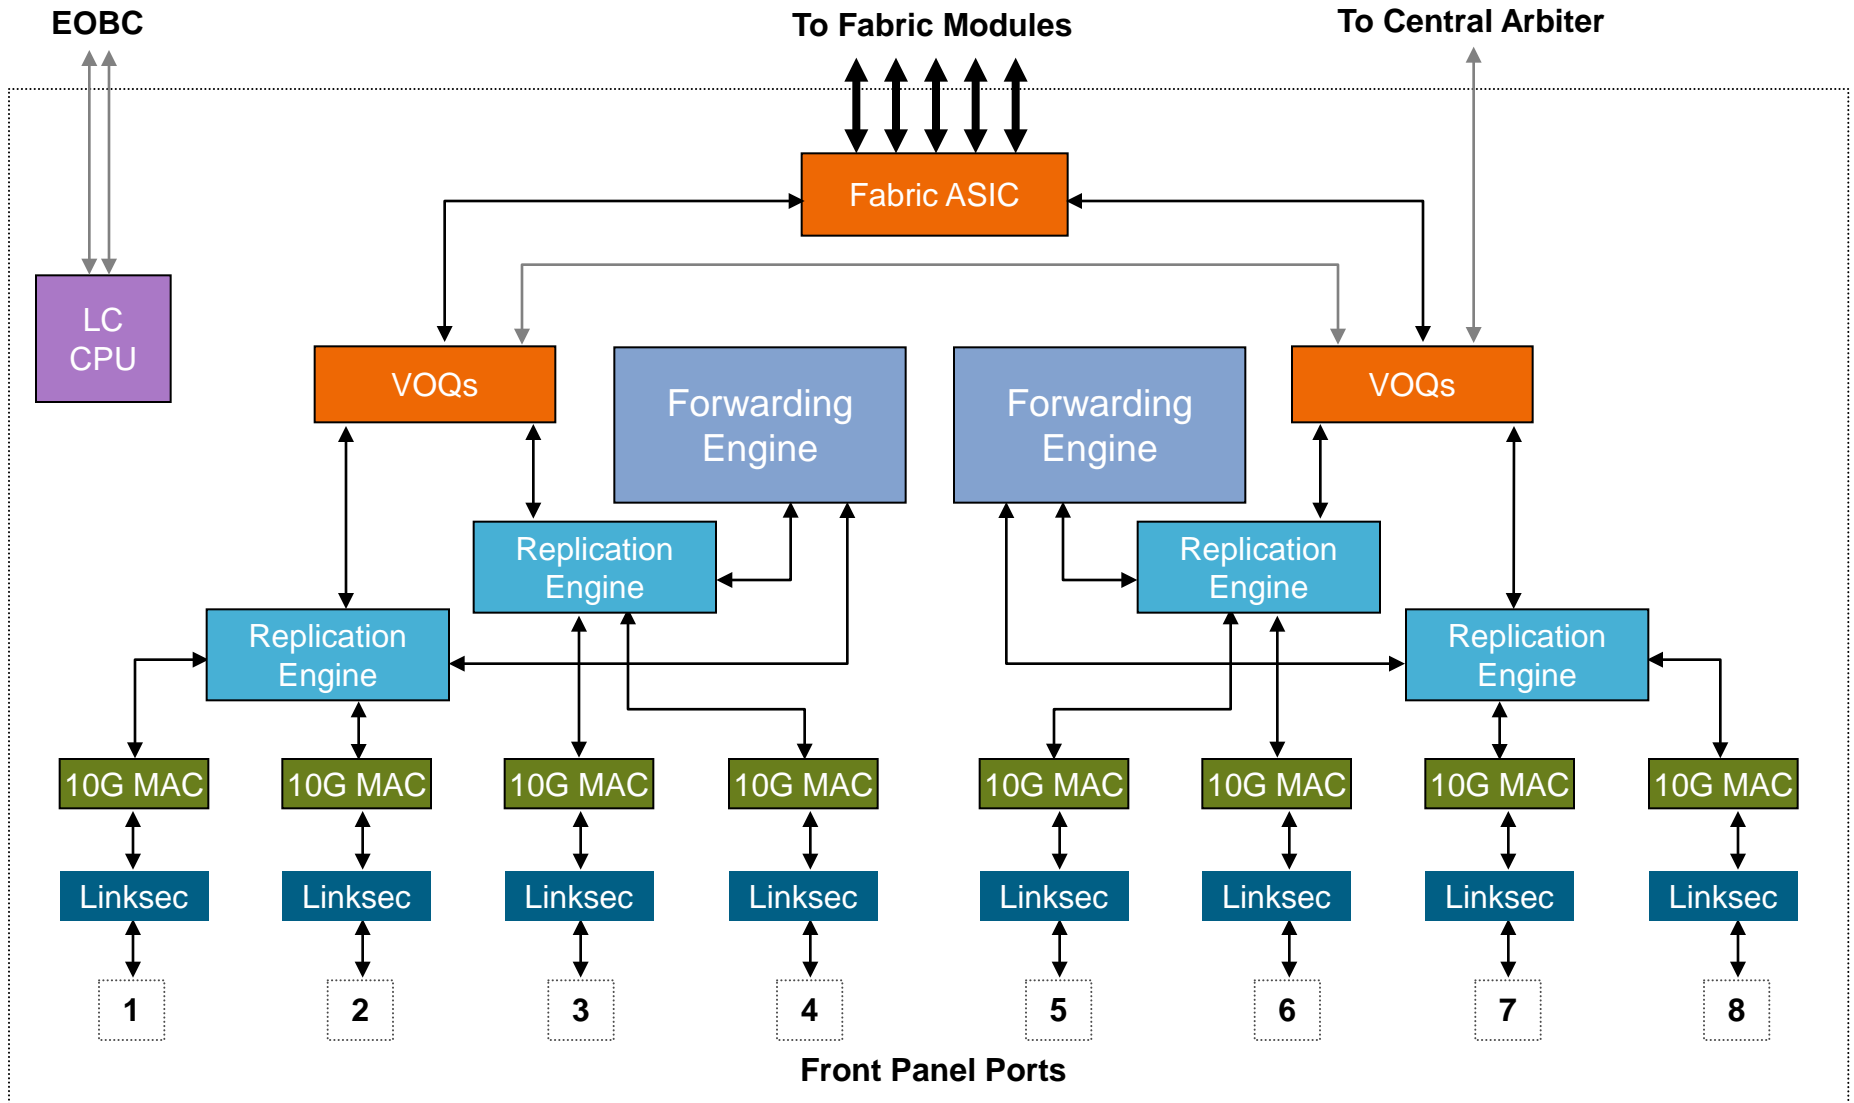 EOBC
To Fabric Modules
To Central Arbiter
Fabric ASIC
LC
CPU
VOQs
Forwarding
Engine
Forwarding
Engine
VOQs
Replication
Engine
Replication
Engine
Replication
Engine
Replication
Engine
10G MAC
10G MAC
10G MAC
10G MAC
10G MAC
10G MAC
10G MAC
10G MAC
Linksec
Linksec
Linksec
Linksec
Linksec
Linksec
Linksec
Linksec
1
2
3
4
5
6
7
8
Front Panel Ports